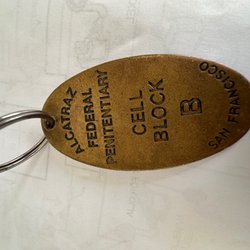 ALCATRAZ
FEDERAL
PENITENTIARY
CELL
BLOCK
B
SAN FRANCISCO